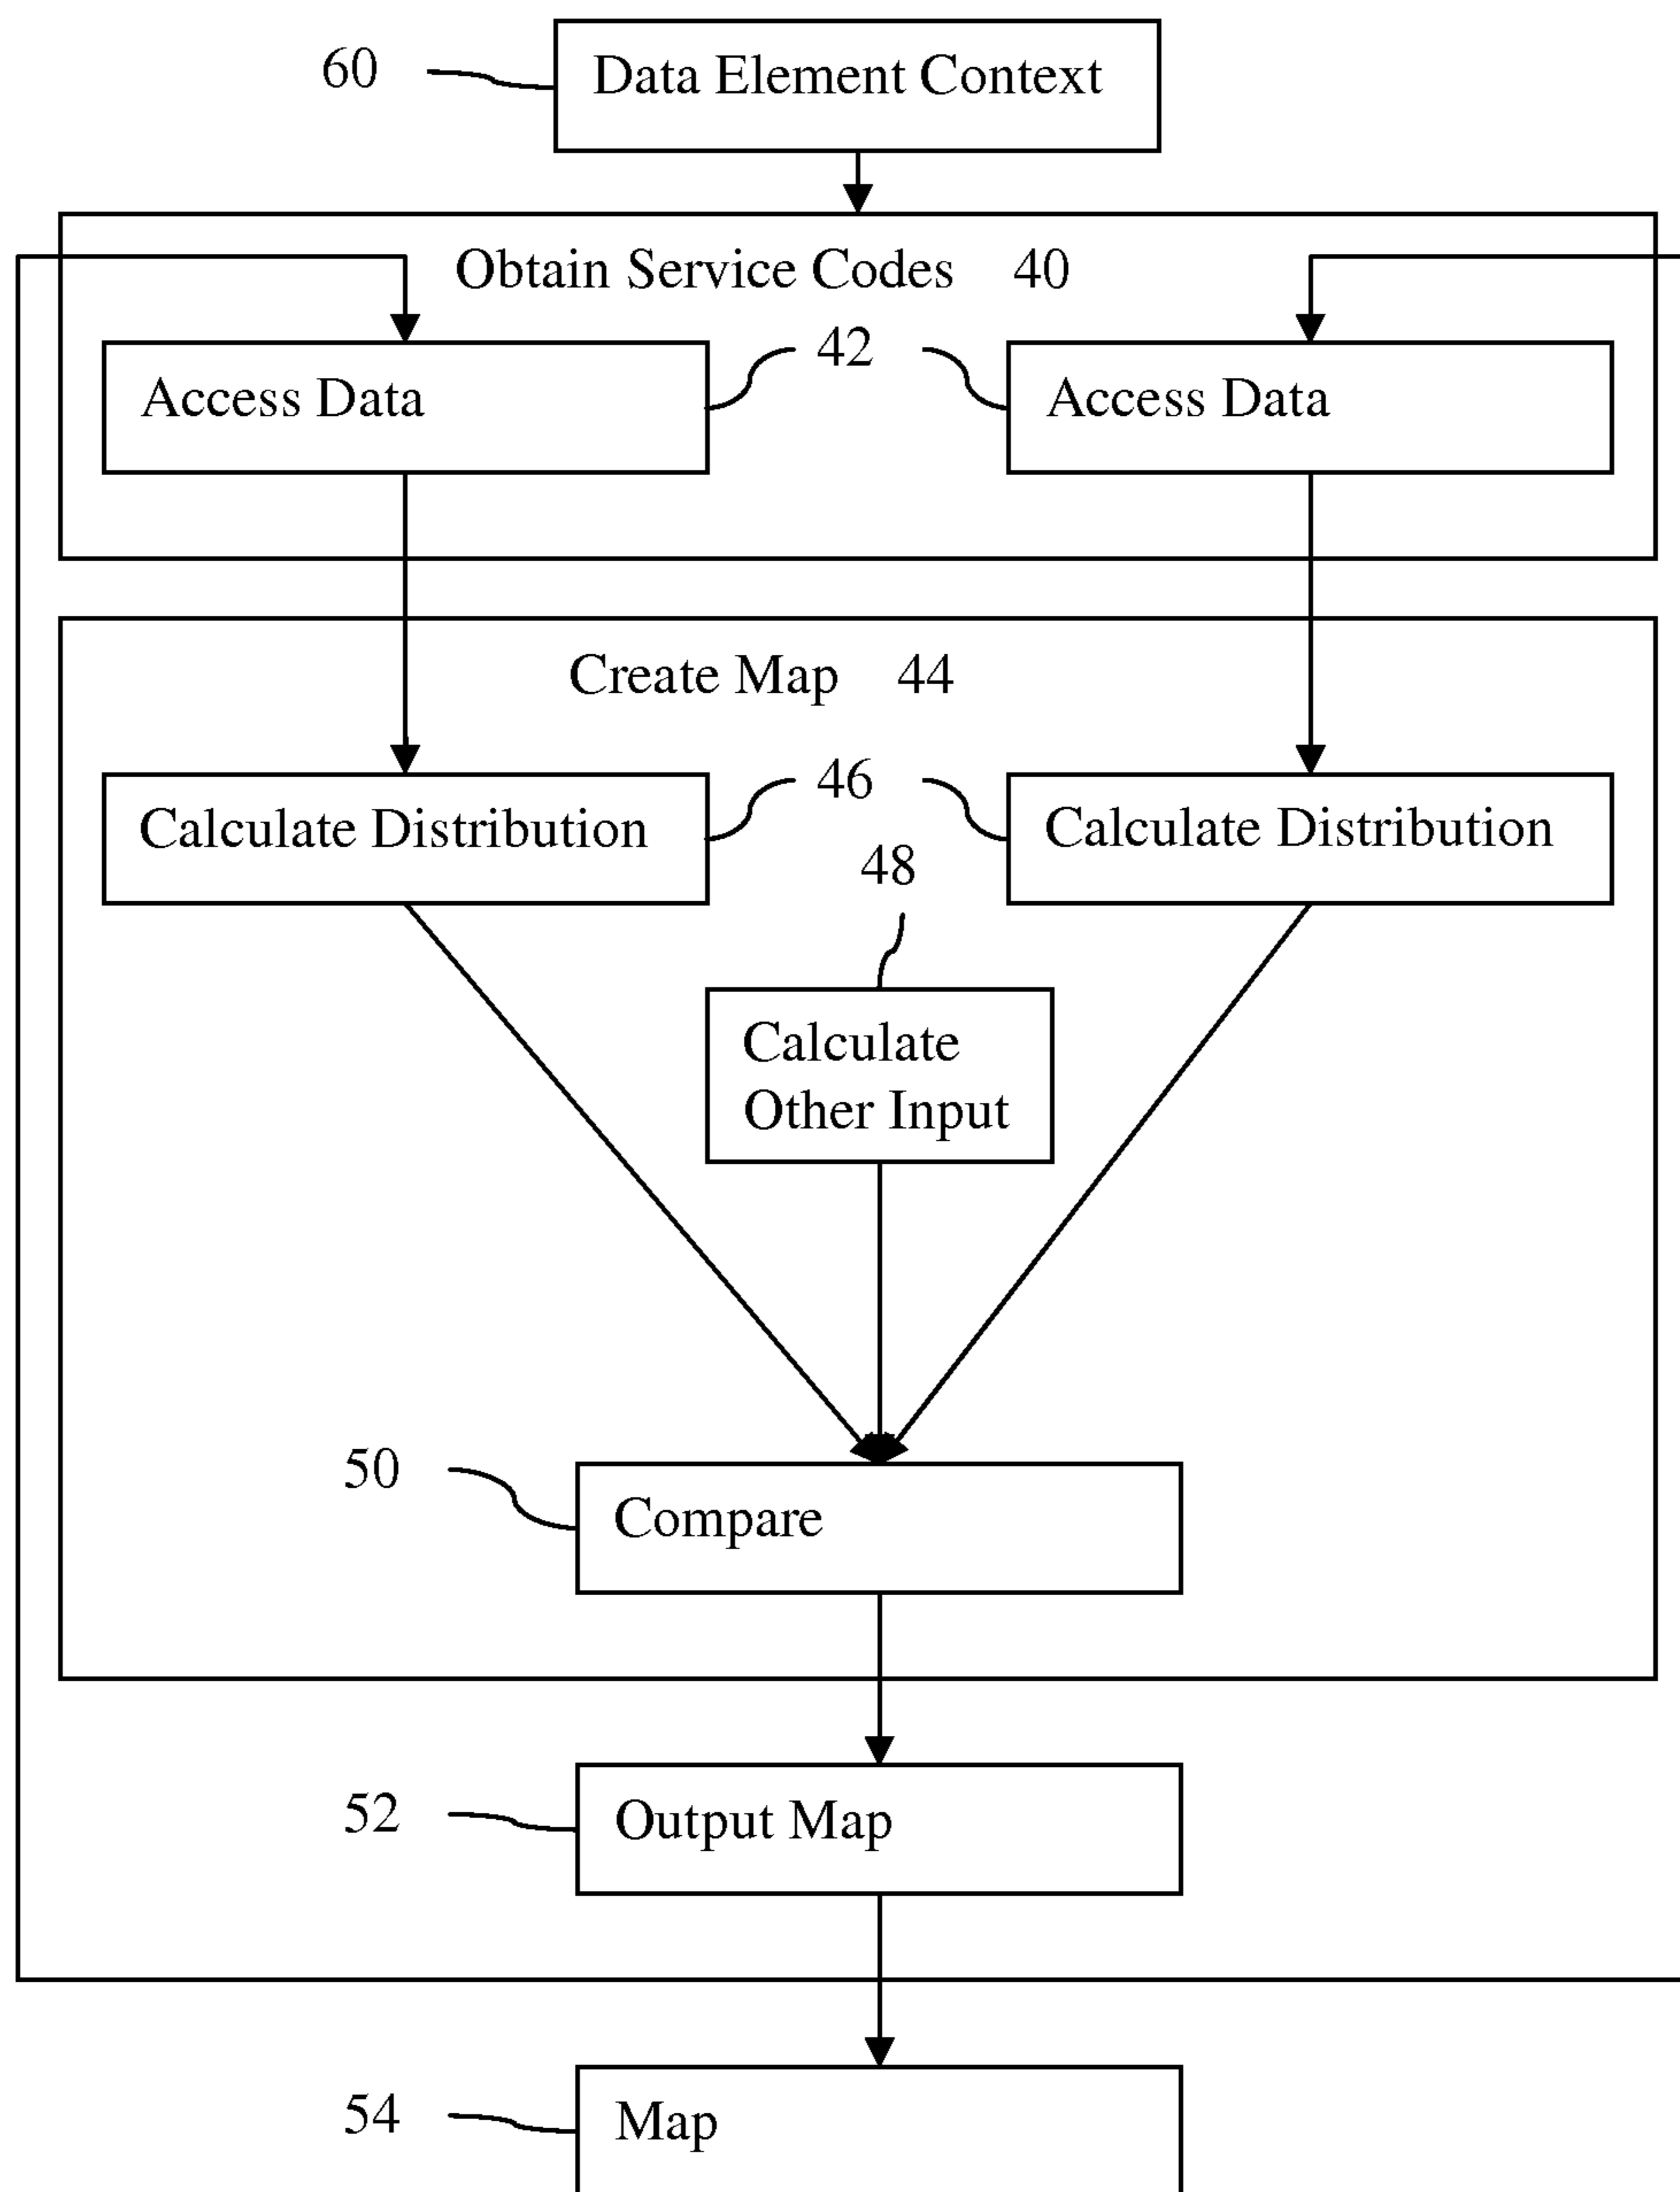 60
Data Element Context
Obtain Service Codes 40
42
Access Data
Access Data
Create Map 44
46
Calculate Distribution
Calculate Distribution
48
Calculate
Other Input
50
Compare
52
Output Map
54
Map